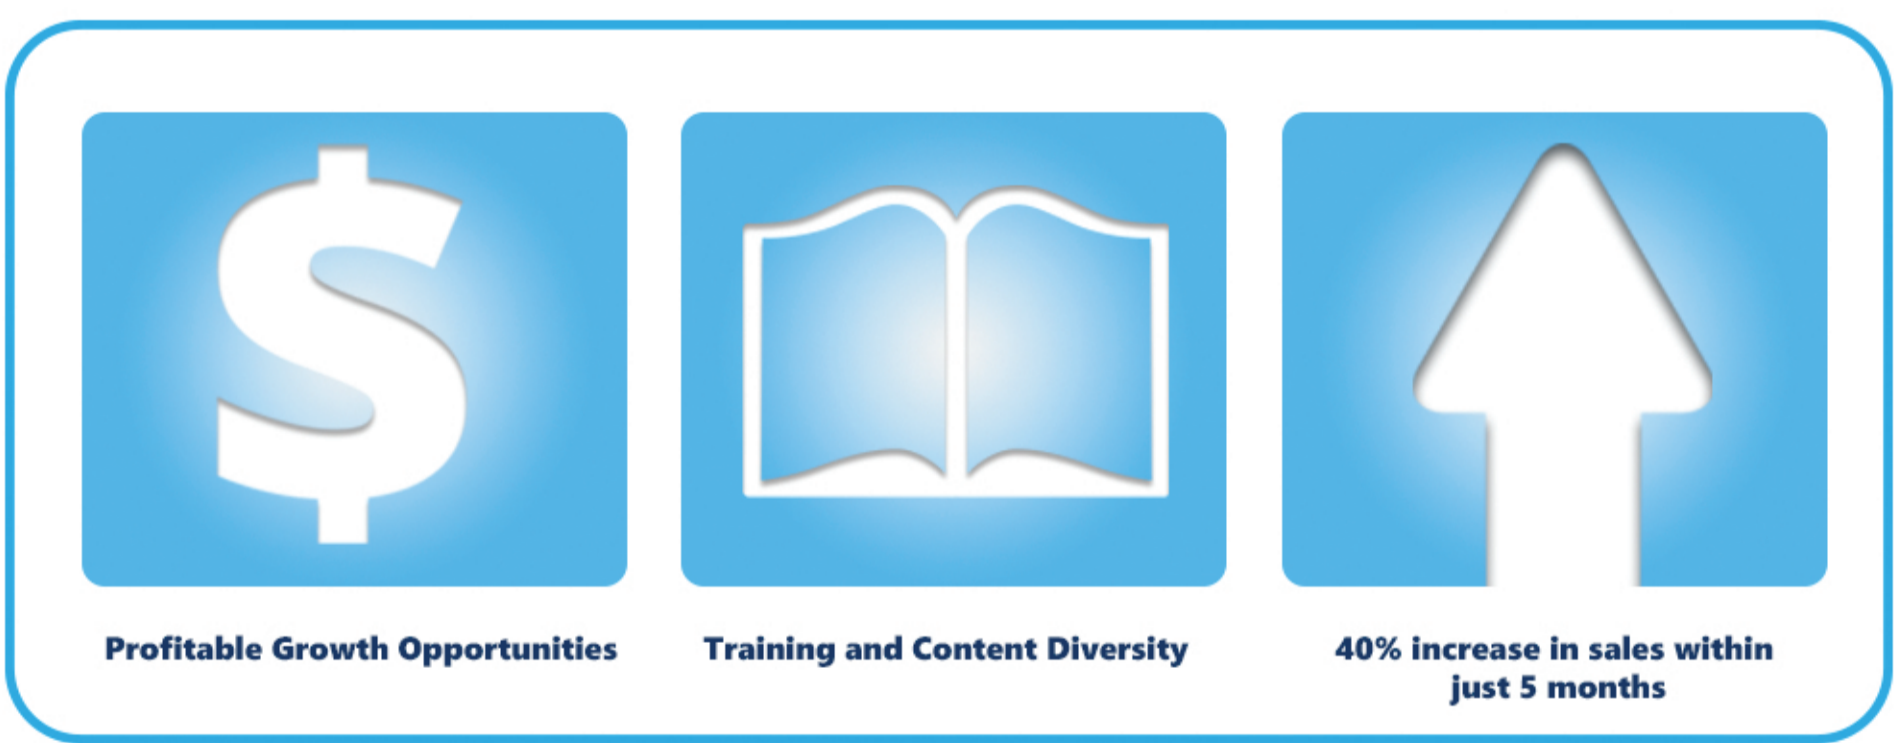 $
Profitable Growth Opportunities
Training and Content Diversity
40% increase in sales within
just 5 months